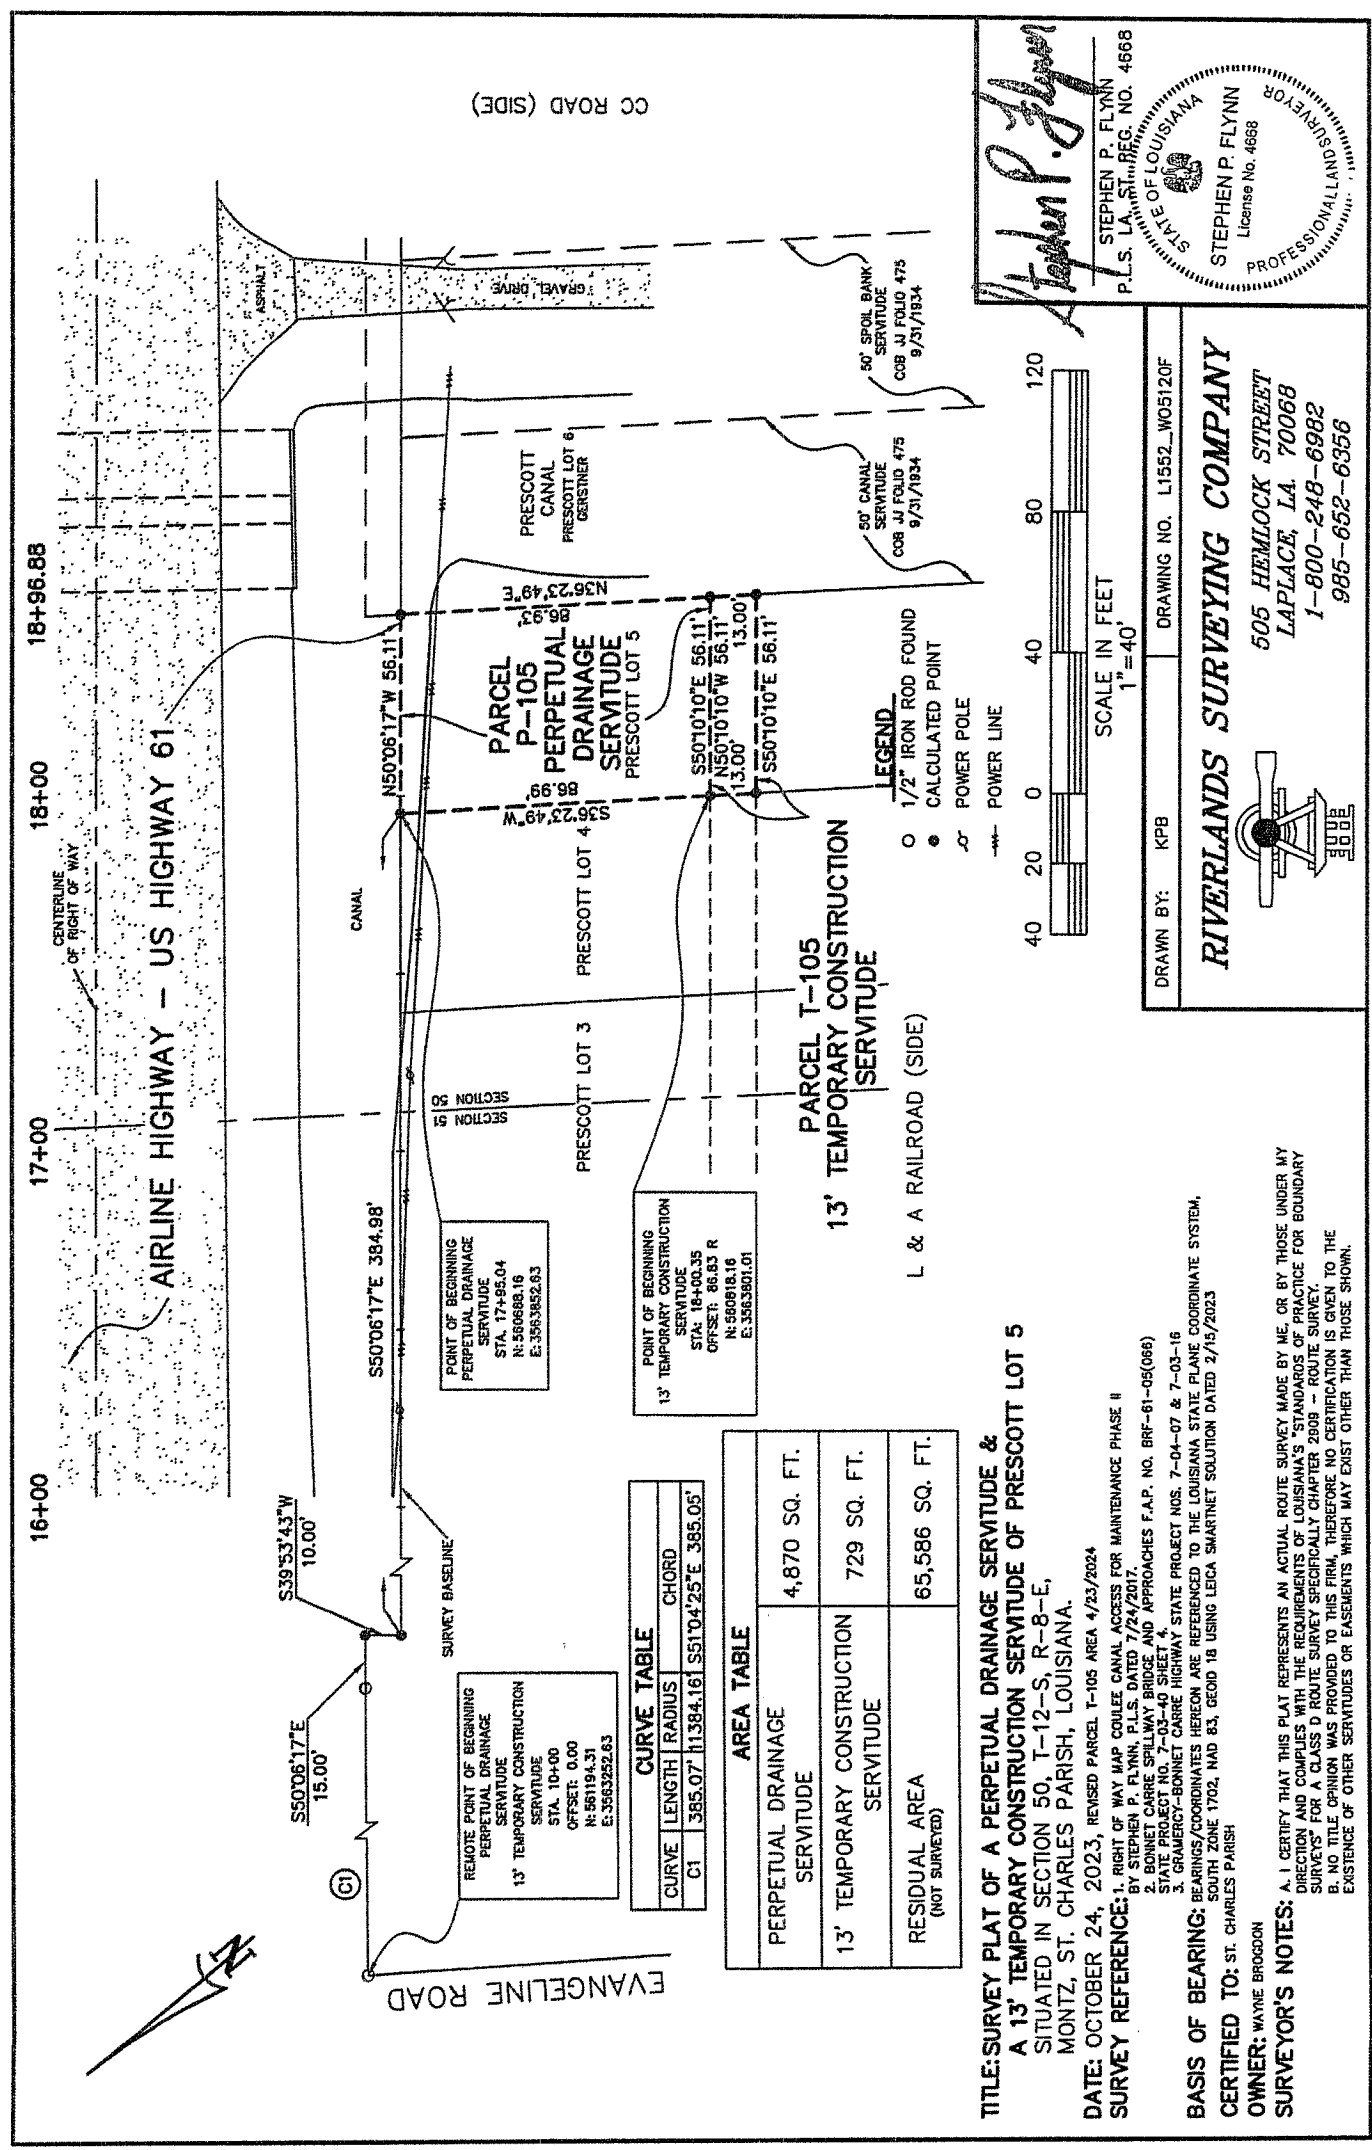 16+00
17+00
18+00
18+96.88
CENTERLINE
OF RIGHT OF WAY
AIRLINE HIGHWAY - US HIGHWAY 61
ASPHALT
GRAVEL DRIVE
CC ROAD (SIDE)
CANAL
S50°06'17"E
15.00'
S39°53'43"W
10.00'
S50°06'17"E 384.98'
N50°06'17"W 56.11'
C1
EVANGELINE ROAD
SURVEY BASELINE
REMOTE POINT OF BEGINNING
PERPETUAL DRAINAGE
SERVITUDE
13' TEMPORARY CONSTRUCTION
SERVITUDE
STA. 10+00
OFFSET: 0.00
N:561194.31
E:3563252.63
POINT OF BEGINNING
PERPETUAL DRAINAGE
SERVITUDE
STA. 17+95.04
N:560688.16
E:3563852.63
POINT OF BEGINNING
13' TEMPORARY CONSTRUCTION
SERVITUDE
STA: 18+00.35
OFFSET: 86.83 R
N:560618.16
E:3563801.01
SECTION 51
SECTION 50
PRESCOTT LOT 3
PRESCOTT LOT 4
S36°23'49"W
86.99'
PARCEL
P-105
PERPETUAL
DRAINAGE
SERVITUDE
PRESCOTT LOT 5
N36°23'49"E
86.93'
PRESCOTT
CANAL
PRESCOTT LOT 6
GERSTNER
S50°10'10"E 56.11'
N50°10'10"W 56.11'
13.00'
13.00'
S50°10'10"E 56.11'
50' CANAL
SERVITUDE
COB JJ FOLIO 475
9/31/1934
50' SPOIL BANK
SERVITUDE
COB JJ FOLIO 475
9/31/1934
PARCEL T-105
13' TEMPORARY CONSTRUCTION
SERVITUDE
L & A RAILROAD (SIDE)
LEGEND
1/2" IRON ROD FOUND
CALCULATED POINT
POWER POLE
POWER LINE
40 20 0 40 80 120
SCALE IN FEET
1"=40'
CURVE TABLE
CURVE LENGTH RADIUS CHORD
C1 385.07' 11384.16' S51°04'25"E 385.05'
AREA TABLE
PERPETUAL DRAINAGE
SERVITUDE
4,870 SQ. FT.
13' TEMPORARY CONSTRUCTION
SERVITUDE
729 SQ. FT.
RESIDUAL AREA
(NOT SURVEYED)
65,586 SQ. FT.
TITLE: SURVEY PLAT OF A PERPETUAL DRAINAGE SERVITUDE &
A 13' TEMPORARY CONSTRUCTION SERVITUDE OF PRESCOTT LOT 5
SITUATED IN SECTION 50, T-12-S, R-8-E,
MONTZ, ST. CHARLES PARISH, LOUISIANA.
DATE: OCTOBER 24, 2023, REVISED PARCEL T-105 AREA 4/23/2024
SURVEY REFERENCE: 1. RIGHT OF WAY MAP COULEE CANAL ACCESS FOR MAINTENANCE PHASE II
BY STEPHEN P. FLYNN, P.L.S. DATED 7/24/2017.
2. BONNET CARRE SPILLWAY BRIDGE AND APPROACHES F.A.P. NO. BRF-61-05(066)
STATE PROJECT NO. 7-03-40 SHEET 4.
3. GRAMERCY-BONNET CARRE HIGHWAY STATE PROJECT NOS. 7-04-07 & 7-03-16
BASIS OF BEARING: BEARINGS/COORDINATES HEREON ARE REFERENCED TO THE LOUISIANA STATE PLANE COORDINATE SYSTEM,
SOUTH ZONE 1702, NAD 83, GEOID 18 USING LEICA SMARTNET SOLUTION DATED 2/15/2023
CERTIFIED TO: ST. CHARLES PARISH
OWNER: WAYNE BROGDON
SURVEYOR'S NOTES: A. I CERTIFY THAT THIS PLAT REPRESENTS AN ACTUAL ROUTE SURVEY MADE BY ME, OR BY THOSE UNDER MY
DIRECTION AND COMPLIES WITH THE REQUIREMENTS OF LOUISIANA'S "STANDARDS OF PRACTICE FOR BOUNDARY
SURVEYS" FOR A CLASS D ROUTE SURVEY SPECIFICALLY CHAPTER 2909 - ROUTE SURVEY.
B. NO TITLE OPINION WAS PROVIDED TO THIS FIRM, THEREFORE NO CERTIFICATION IS GIVEN TO THE
EXISTENCE OF OTHER SERVITUDES OR EASEMENTS WHICH MAY EXIST OTHER THAN THOSE SHOWN.
DRAWN BY: KPB
DRAWING NO. L1552_WO5120F
RIVERLANDS SURVEYING COMPANY
505 HEMLOCK STREET
LAPLACE, LA 70068
1-800-248-6982
985-652-6356
Stephen P. Flynn
STEPHEN P. FLYNN
P.L.S. LA. ST. REG. NO. 4668
STATE OF LOUISIANA
STEPHEN P. FLYNN
License No. 4668
PROFESSIONAL LAND SURVEYOR
N